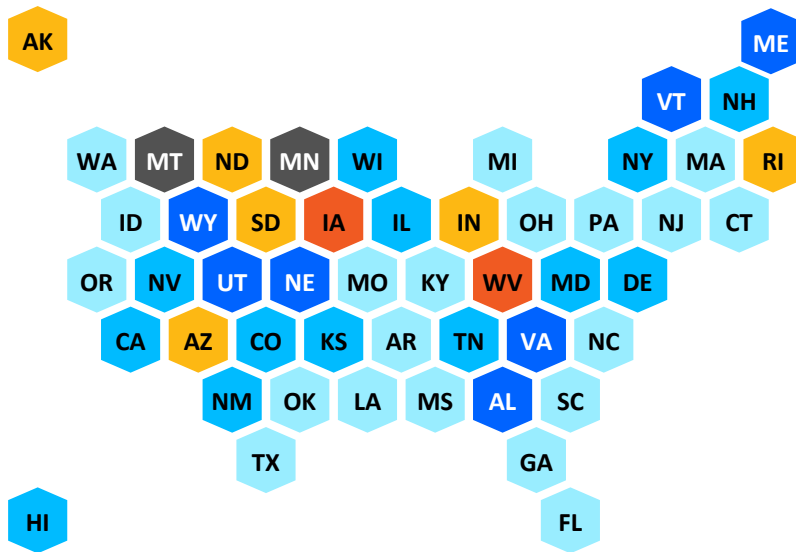 AK ME
VT NH
WA MT ND MN WI MI NY MA RI
ID WY SD IA IL IN OH PA NJ CT
OR NV UT NE MO KY WV MD DE
CA AZ CO KS AR TN VA NC
NM OK LA MS AL SC
TX GA
HI FL